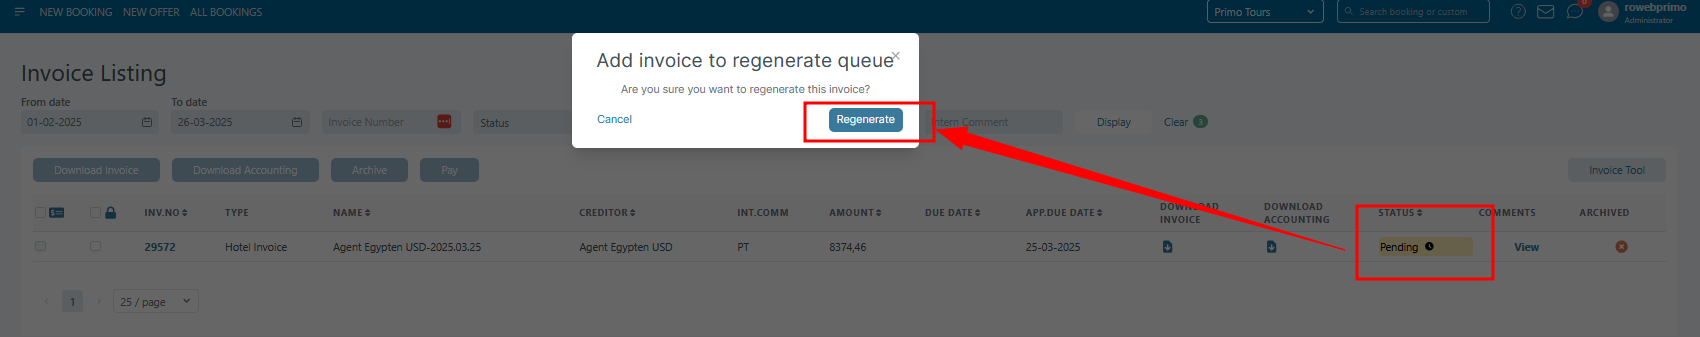 NEW BOOKING NEW OFFER ALL BOOKINGS Primo Tours Search booking or custom 0 rowebprimo
Administrator
Add invoice to regenerate queue
Are you sure you want to regenerate this invoice?
Cancel Regenerate
Invoice Listing
From date To date
01-02-2025 26-03-2025 Invoice Number Status Intern Comment Display Clear 3
Download Invoice Download Accounting Archive Pay Invoice Tool
INV.NO TYPE NAME CREDITOR INT.COMM AMOUNT DUE DATE APP.DUE DATE DOWNLOAD INVOICE DOWNLOAD ACCOUNTING STATUS COMMENTS ARCHIVED
29572 Hotel Invoice Agent Egypten USD-2025.03.25 Agent Egypten USD PT 8374,46 25-03-2025 Pending View
1 25 / page